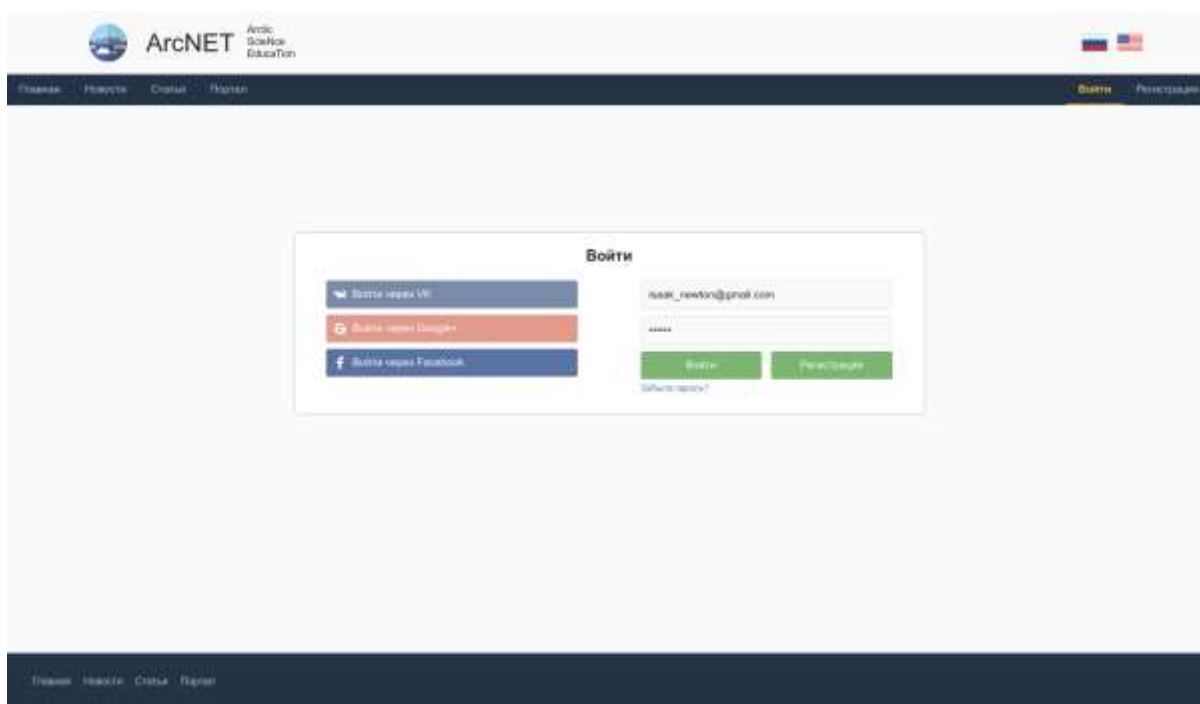 ArcNET
Arctic
SceNce
EducaTion
Главная Новости Статьи Портал
Войти Регистрация
Войти
Войти через VK
isaak_newton@gmail.com
Войти через Google+
•••••
Войти через Facebook
Войти Регистрация
Забыли пароль?
Главная Новости Статьи Портал